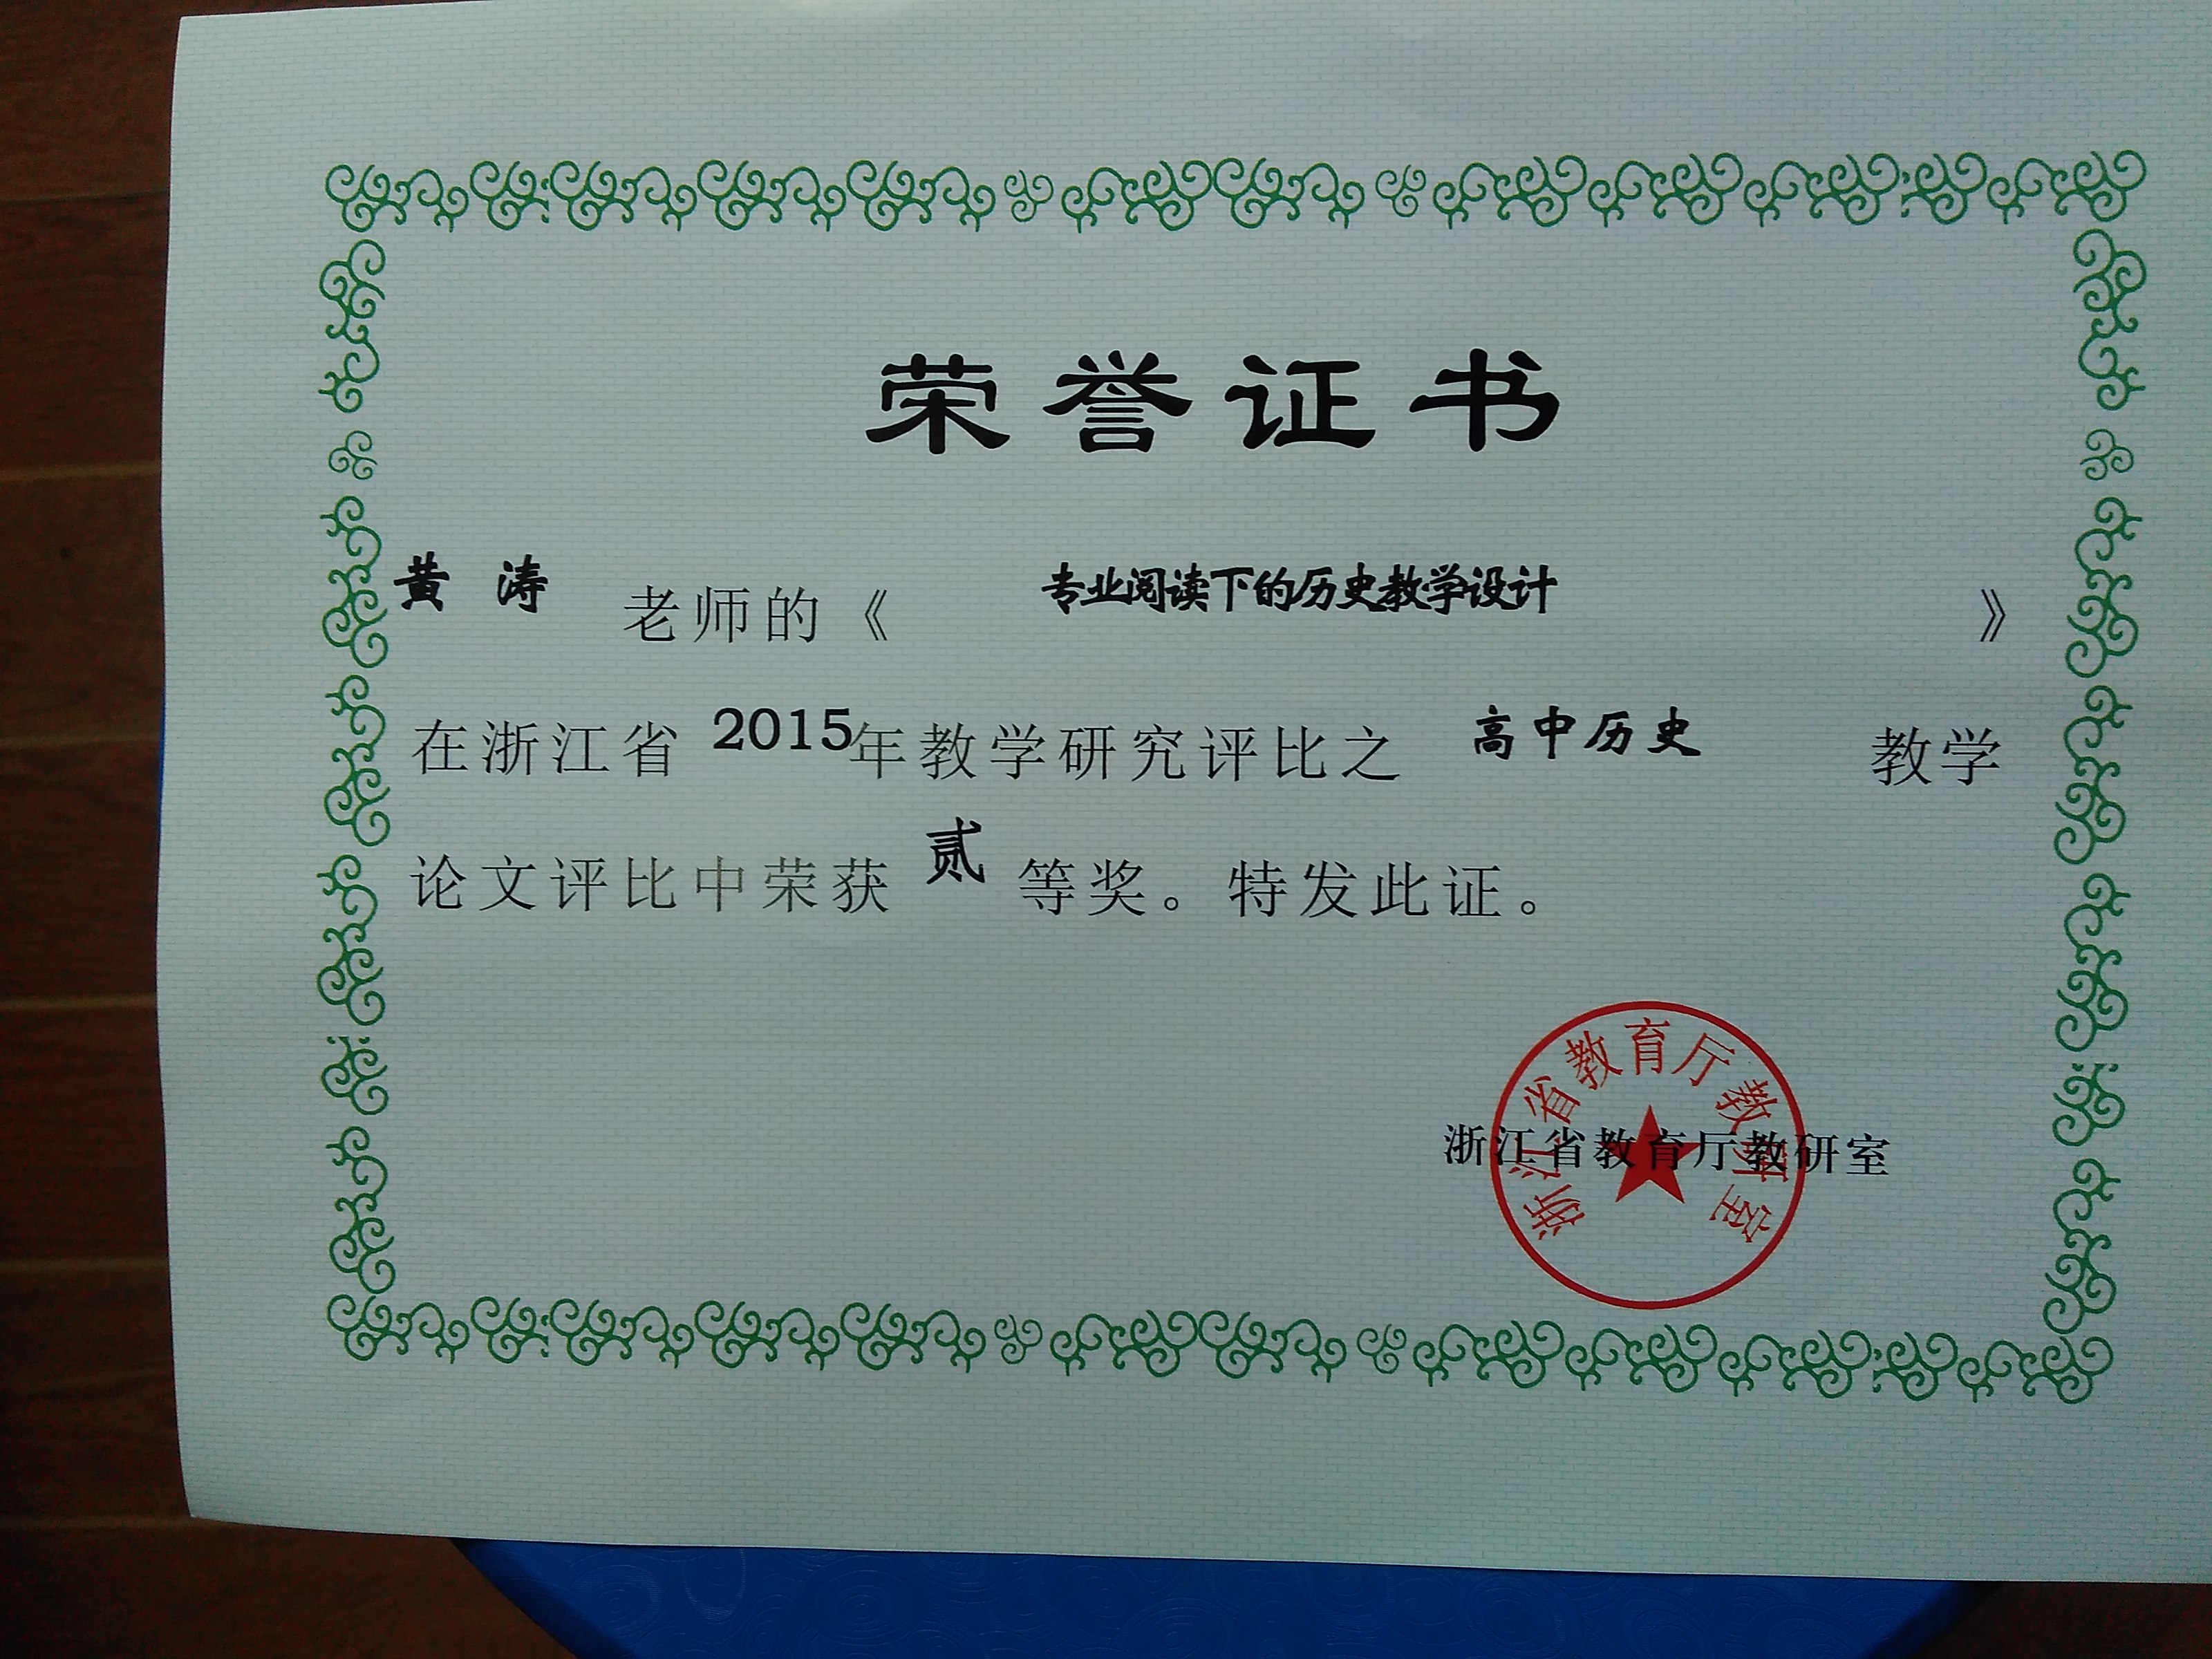 荣誉证书
黄涛老师的《专业阅读下的历史教学设计》
在浙江省2015年教学研究评比之高中历史教学
论文评比中荣获贰等奖。特发此证。
浙江省教育厅教研室
浙江省教育厅教研室